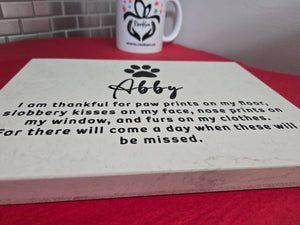 Abby
I am thankful for paw prints on my floor,
slobbery kisses on my face, nose prints on
my window, and furs on my clothes.
For there will come a day when these will
be missed.